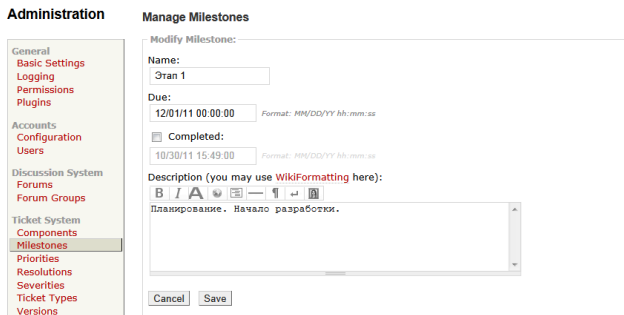 Administration
General
Basic Settings
Logging
Permissions
Plugins
Accounts
Configuration
Users
Discussion System
Forums
Forum Groups
Ticket System
Components
Milestones
Priorities
Resolutions
Severities
Ticket Types
Versions
Manage Milestones
Modify Milestone:
Name:
Этап 1
Due:
12/01/11 00:00:00 Format: MM/DD/YY hh:mm:ss
Completed:
10/30/11 15:49:00 Format: MM/DD/YY hh:mm:ss
Description (you may use WikiFormatting here):
B I A ¶
Планирование. Начало разработки.
Cancel Save